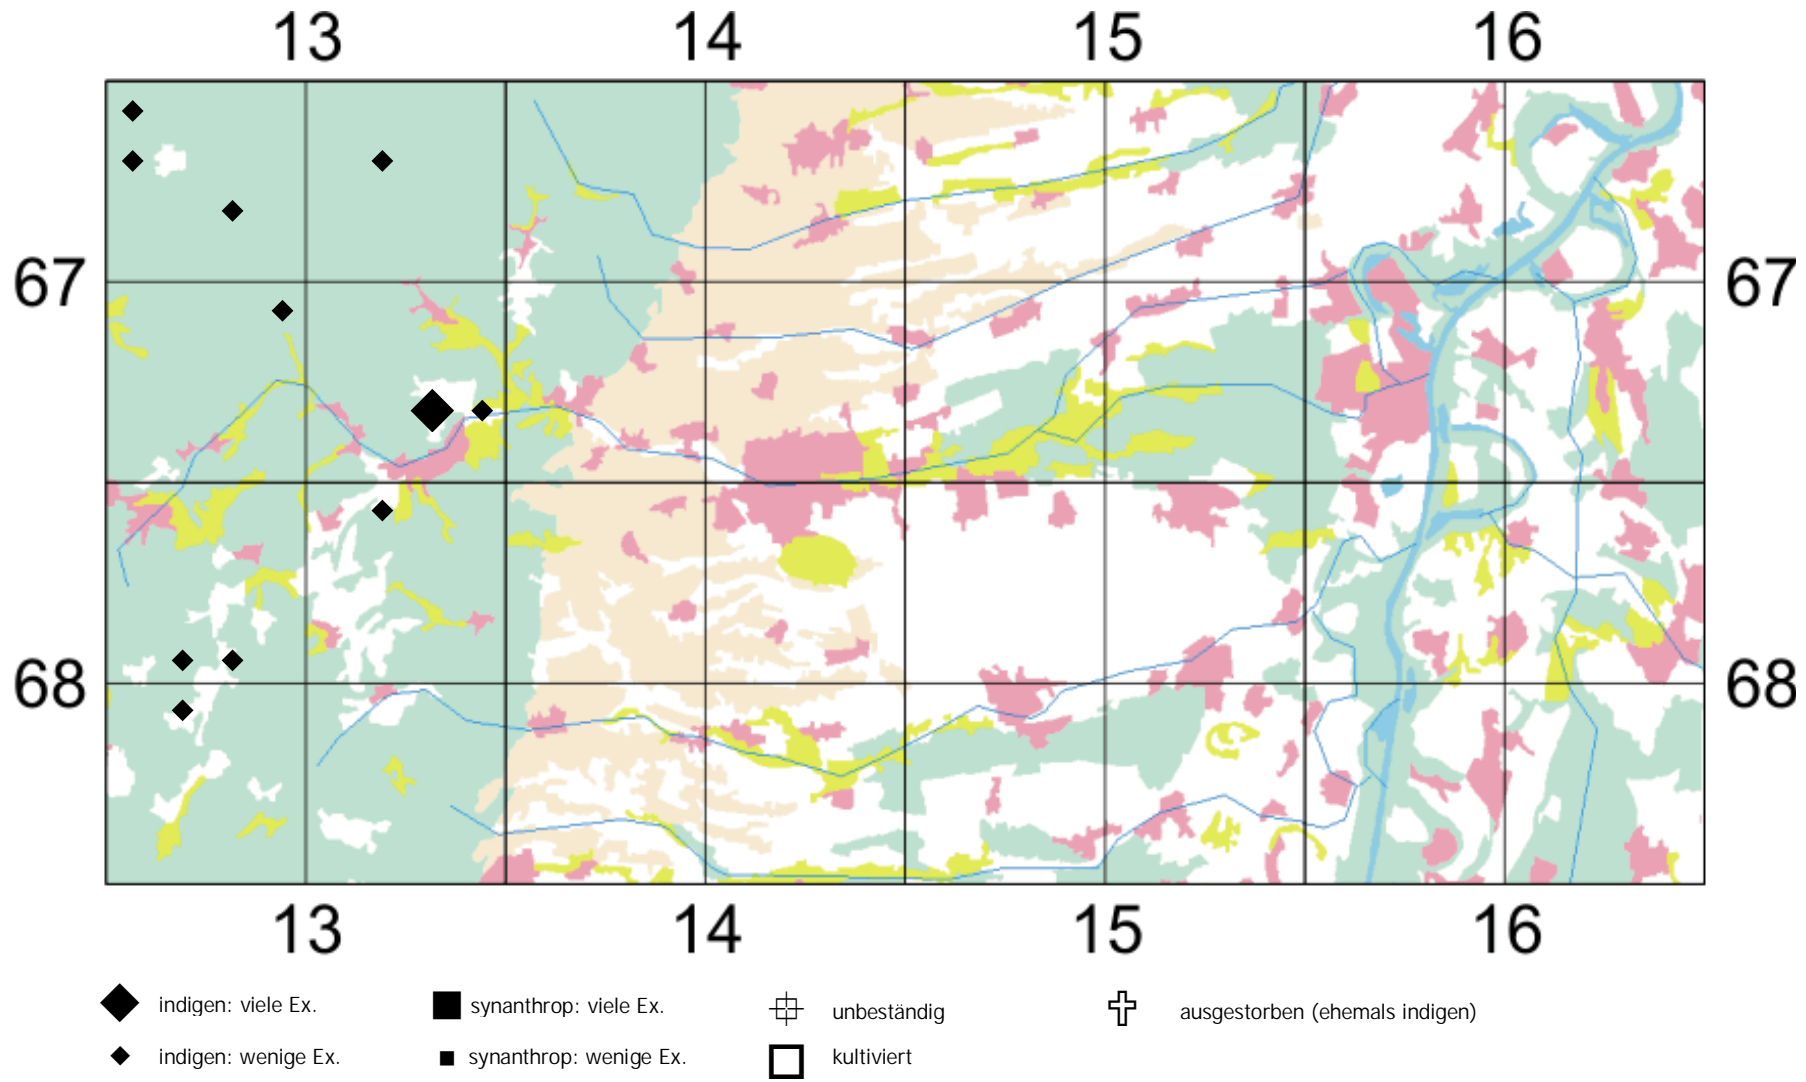 13 14 15 16
67 67
68 68
13 14 15 16
indigen: viele Ex. synanthrop: viele Ex. unbeständig ausgestorben (ehemals indigen)
indigen: wenige Ex. synanthrop: wenige Ex. kultiviert